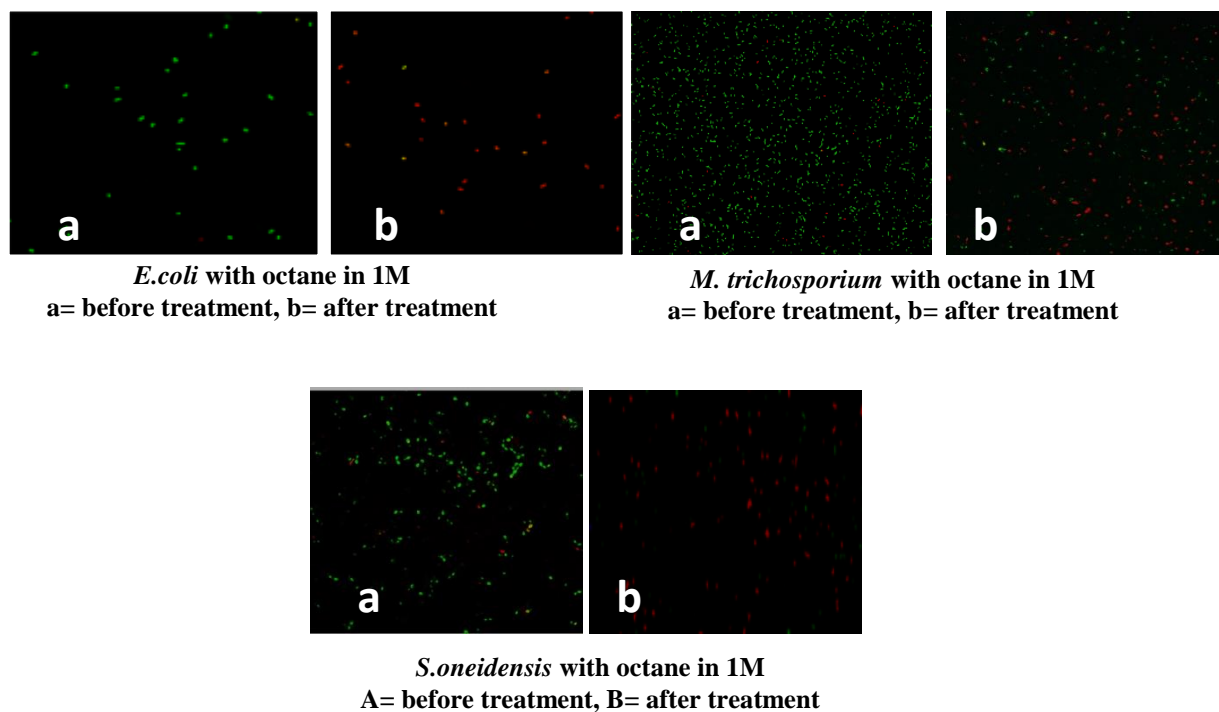 a
b
a
b
E.coli with octane in 1M
a= before treatment, b= after treatment
M. trichosporium with octane in 1M
a= before treatment, b= after treatment
a
b
S.oneidensis with octane in 1M
A= before treatment, B= after treatment